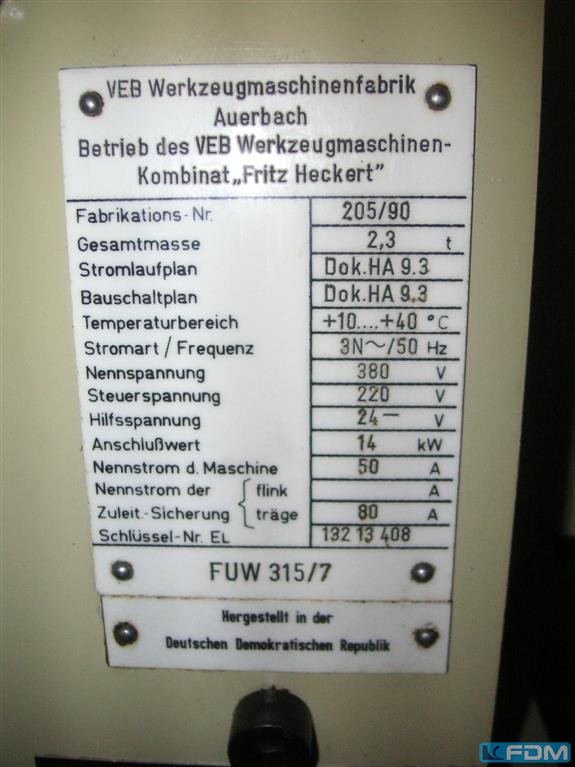 VEB Werkzeugmaschinenfabrik
Auerbach
Betrieb des VEB Werkzeugmaschinen-
Kombinat „Fritz Heckert"
Fabrikations-Nr. 205/90
Gesamtmasse 2,3 t
Stromlaufplan Dok.HA 9.3
Bauschaltplan Dok.HA 9.3
Temperaturbereich +10....+40 °C
Stromart / Frequenz 3N~/50 Hz
Nennspannung 380 V
Steuerspannung 220 V
Hilfsspannung 24— V
Anschlußwert 14 kW
Nennstrom d. Maschine 50 A
Nennstrom der { flink A
Zuleit.-Sicherung { träge 80 A
Schlüssel-Nr. EL 132 13 408
FUW 315/7
Hergestellt in der
Deutschen Demokratischen Republik
FDM